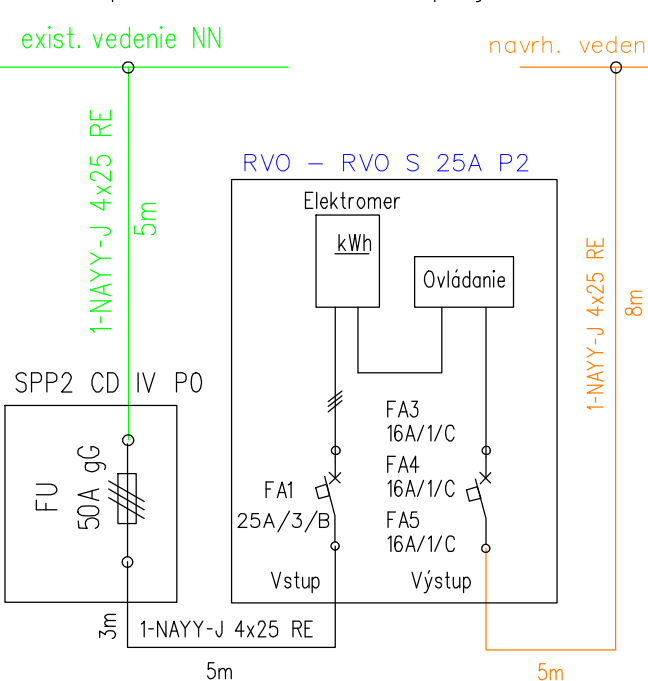 exist. vedenie NN
navrh. veden
1-NAYY-J 4x25 RE
5m
RVO – RVO S 25A P2
Elektromer
kWh
Ovládanie
1-NAYY-J 4x25 RE
8m
SPP2 CD IV P0
FU
50A gG
FA1
25A/3/B
FA3
16A/1/C
FA4
16A/1/C
FA5
16A/1/C
Vstup
Výstup
3m
1-NAYY-J 4x25 RE
5m
5m